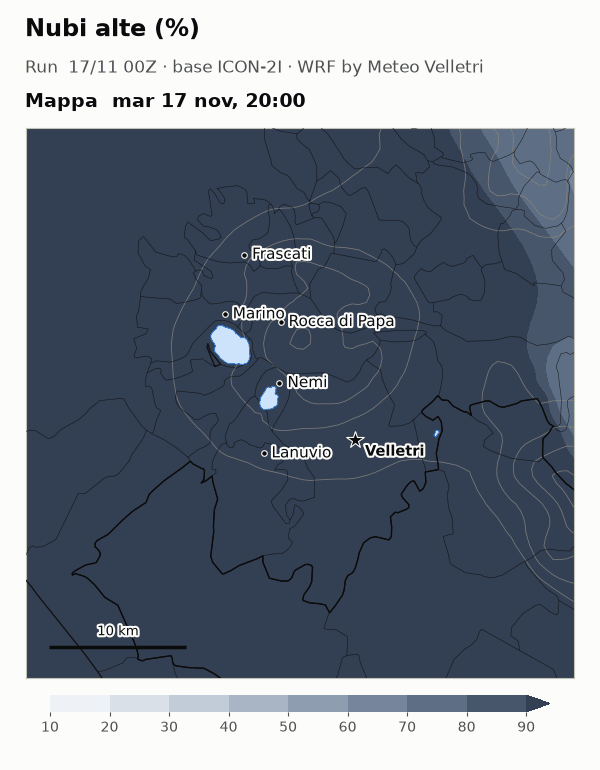 Nubi alte (%)
Run  17/11 00Z · base ICON-2I · WRF by Meteo Velletri
Mappa  mar 17 nov, 20:00
Frascati
Marino
Rocca di Papa
Nemi
Velletri
Lanuvio
10 km
10 20 30 40 50 60 70 80 90